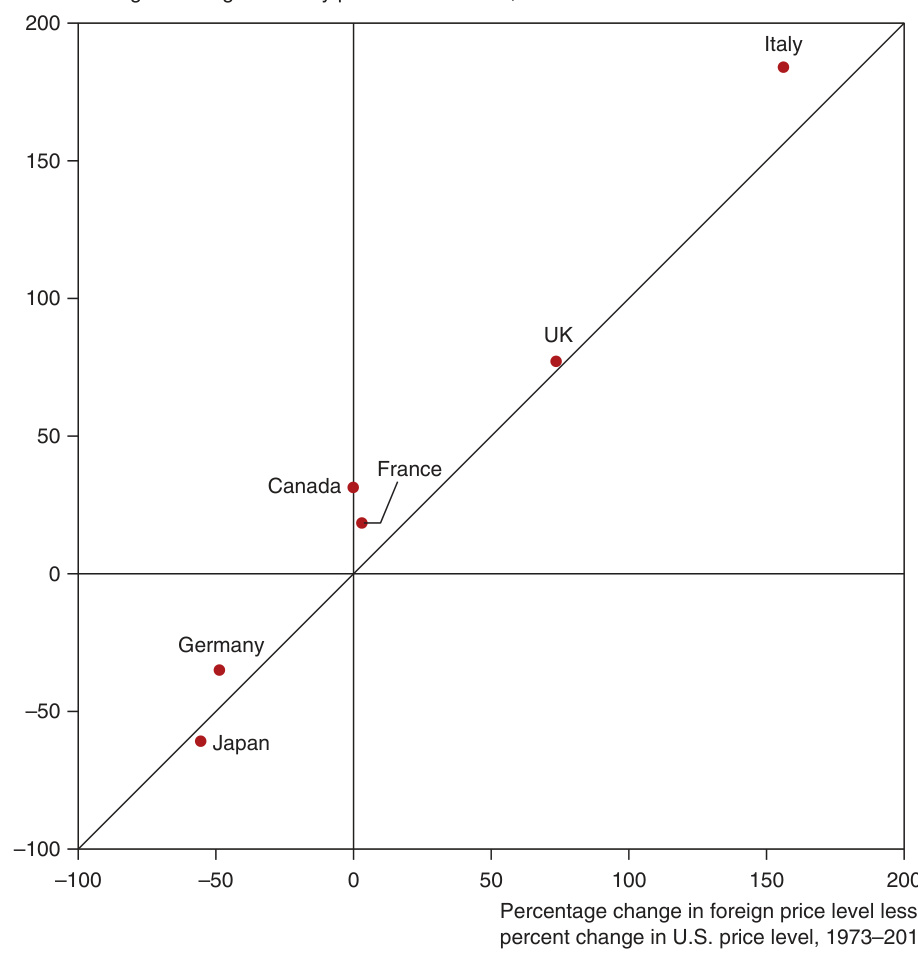 200
Italy
150
100
UK
50
France
Canada
0
Germany
–50
Japan
–100
–100 –50 0 50 100 150 200
Percentage change in foreign price level less
percent change in U.S. price level, 1973–201